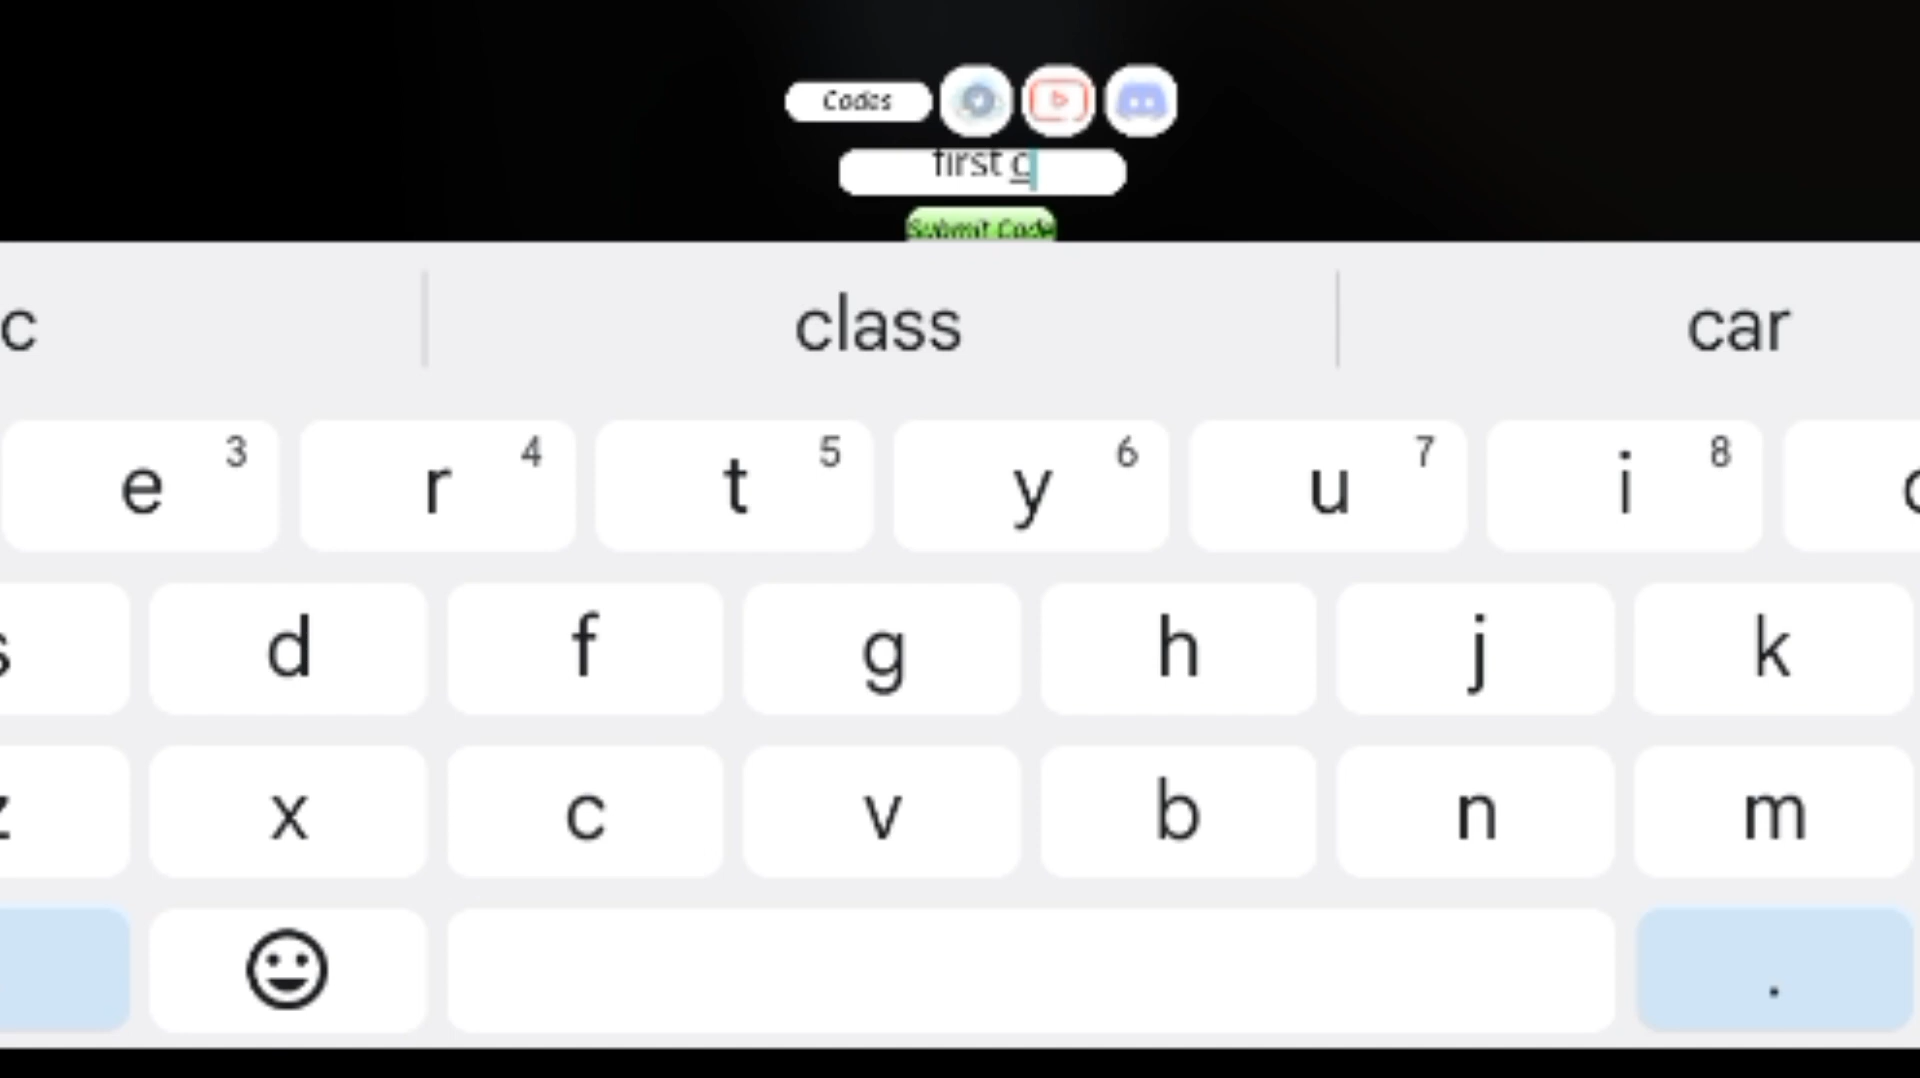 Codes
first c
Submit Code
c class car
e 3 r 4 t 5 y 6 u 7 i 8
s d f g h j k
z x c v b n m
.